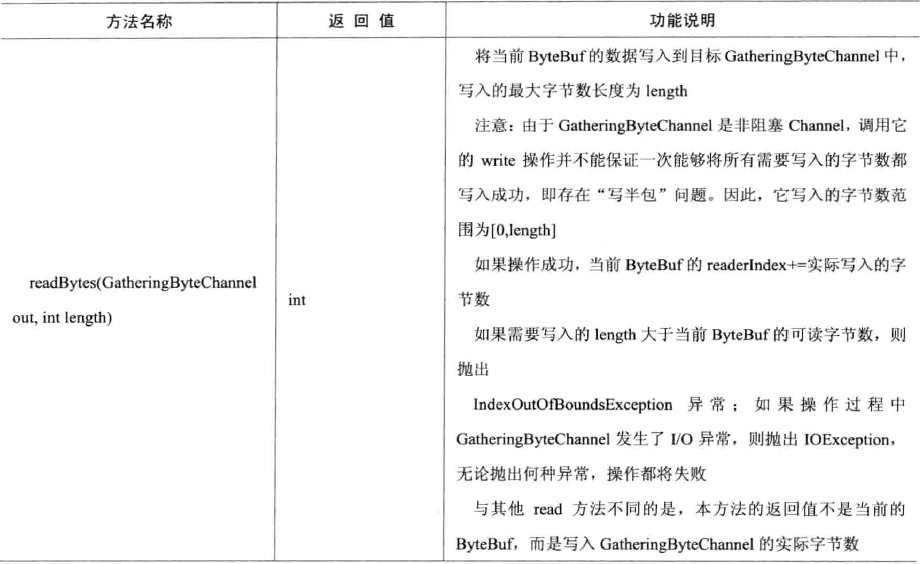 方法名称 返 回 值 功能说明
将当前 ByteBuf 的数据写入到目标 GatheringByteChannel 中，
写入的最大字节数长度为 length
注意：由于 GatheringByteChannel 是非阻塞 Channel，调用它
的 write 操作并不能保证一次能够将所有需要写入的字节数都
写入成功，即存在“写半包”问题。因此，它写入的字节数范
围为[0,length]
如果操作成功，当前 ByteBuf 的 readerIndex+=实际写入的字
节数
readBytes(GatheringByteChannel
out, int length)
int
如果需要写入的 length 大于当前 ByteBuf 的可读字节数，则
抛出
IndexOutOfBoundsException 异常；如果操作过程中
GatheringByteChannel 发生了 I/O 异常，则抛出 IOException，
无论抛出何种异常，操作都将失败
与其他 read 方法不同的是，本方法的返回值不是当前的
ByteBuf，而是写入 GatheringByteChannel 的实际字节数